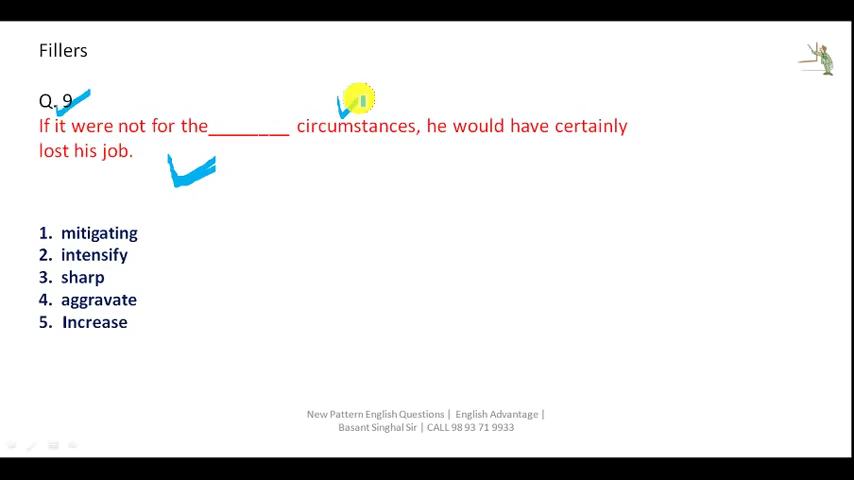 Fillers
Q. 9
If it were not for the________ circumstances, he would have certainly
lost his job.
1. mitigating
2. intensify
3. sharp
4. aggravate
5. Increase
New Pattern English Questions | English Advantage |
Basant Singhal Sir | CALL 98 93 71 9933